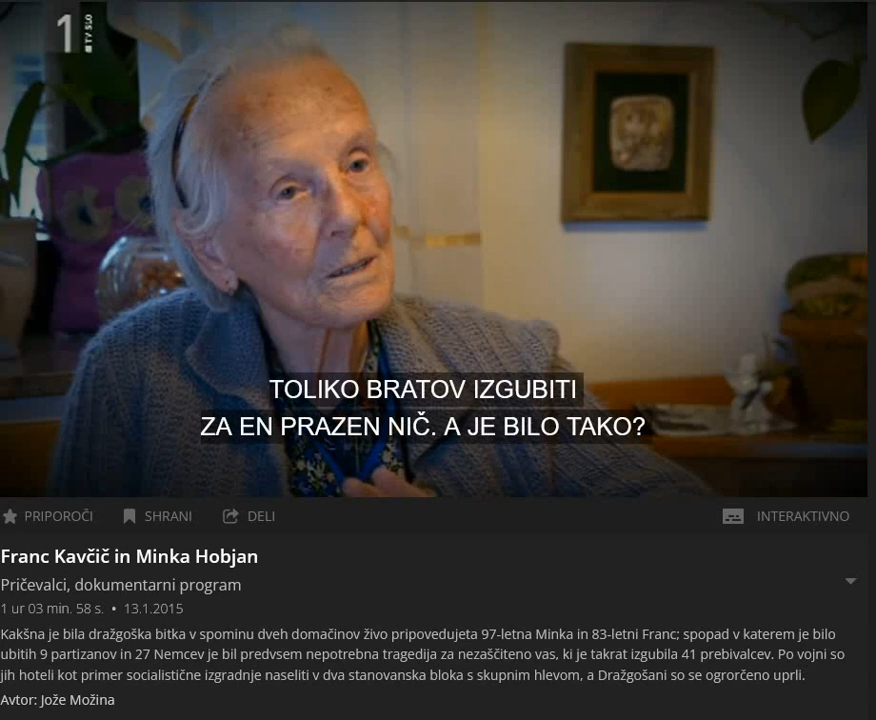 1
TV SLO
TOLIKO BRATOV IZGUBITI
ZA EN PRAZEN NIČ. A JE BILO TAKO?
PRIPOROČI SHRANI DELI INTERAKTIVNO
Franc Kavčič in Minka Hobjan
Pričevalci, dokumentarni program
1 ur 03 min. 58 s. • 13.1.2015
Kakšna je bila dražgoška bitka v spominu dveh domačinov živo pripovedujeta 97-letna Minka in 83-letni Franc; spopad v katerem je bilo
ubitih 9 partizanov in 27 Nemcev je bil predvsem nepotrebna tragedija za nezaščiteno vas, ki je takrat izgubila 41 prebivalcev. Po vojni so
jih hoteli kot primer socialistične izgradnje naseliti v dva stanovanska bloka s skupnim hlevom, a Dražgošani so se ogrorčeno uprli.
Avtor: Jože Možina